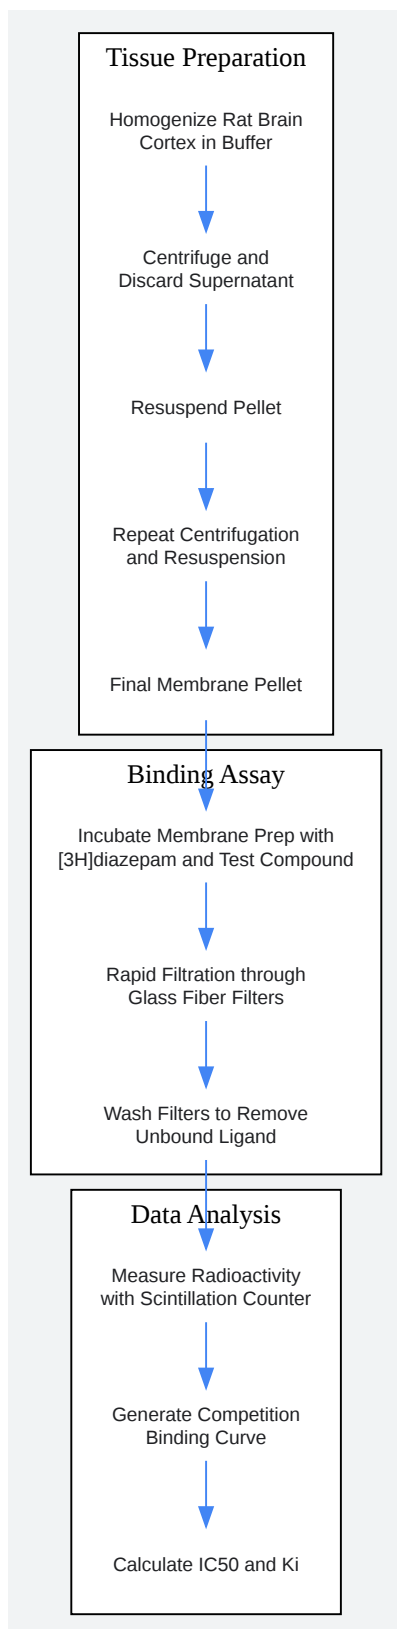 Tissue Preparation
Homogenize Rat Brain
Cortex in Buffer
Centrifuge and
Discard Supernatant
Resuspend Pellet
Repeat Centrifugation
and Resuspension
Final Membrane Pellet
Binding Assay
Incubate Membrane Prep with
[3H]diazepam and Test Compound
Rapid Filtration through
Glass Fiber Filters
Wash Filters to Remove
Unbound Ligand
Data Analysis
Measure Radioactivity
with Scintillation Counter
Generate Competition
Binding Curve
Calculate IC50 and Ki